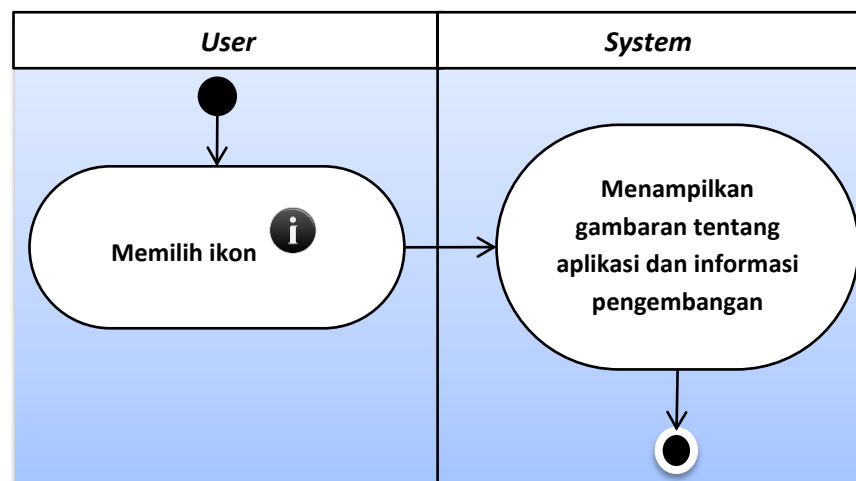 User
System
Memilih ikon
i
Menampilkan
gambaran tentang
aplikasi dan informasi
pengembangan